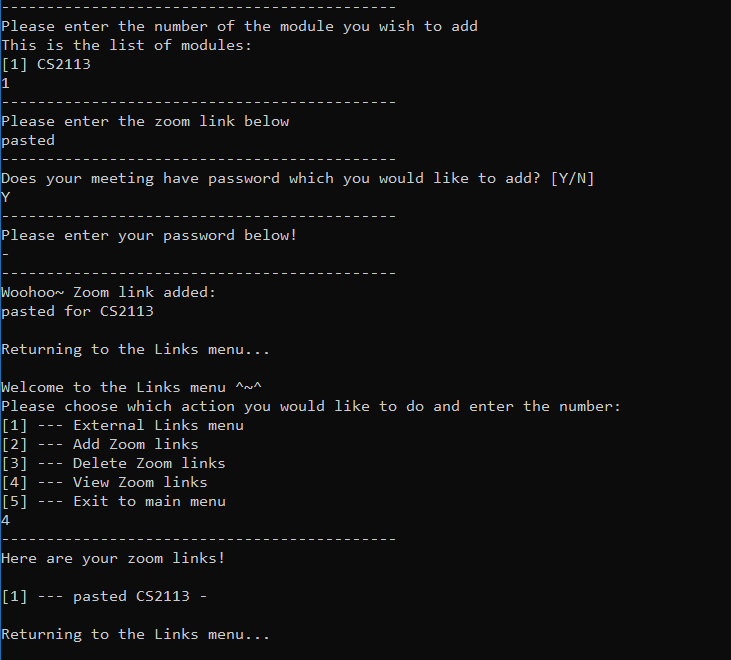 --------------------------------------------
Please enter the number of the module you wish to add
This is the list of modules:
[1] CS2113
1
--------------------------------------------
Please enter the zoom link below
pasted
--------------------------------------------
Does your meeting have password which you would like to add? [Y/N]
Y
--------------------------------------------
Please enter your password below!
-
--------------------------------------------
Woohoo~ Zoom link added:
pasted for CS2113
Returning to the Links menu...
Welcome to the Links menu ^~^
Please choose which action you would like to do and enter the number:
[1] --- External Links menu
[2] --- Add Zoom links
[3] --- Delete Zoom links
[4] --- View Zoom links
[5] --- Exit to main menu
4
--------------------------------------------
Here are your zoom links!
[1] --- pasted CS2113 -
Returning to the Links menu...